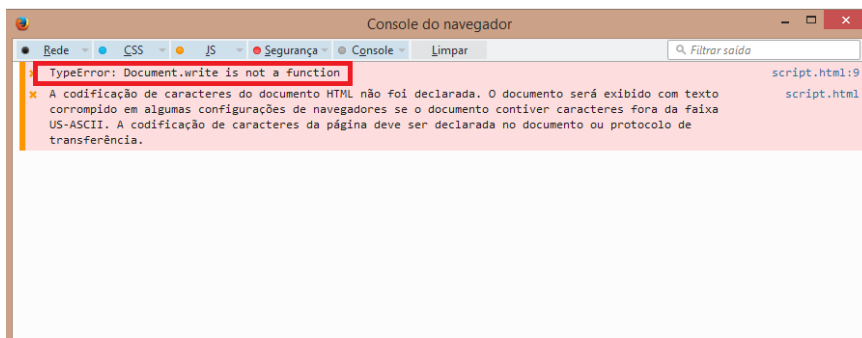 Console do navegador
Rede CSS JS Segurança Console Limpar Filtrar saída
TypeError: Document.write is not a function script.html:9
A codificação de caracteres do documento HTML não foi declarada. O documento será exibido com texto script.html
corrompido em algumas configurações de navegadores se o documento contiver caracteres fora da faixa
US-ASCII. A codificação de caracteres da página deve ser declarada no documento ou protocolo de
transferência.